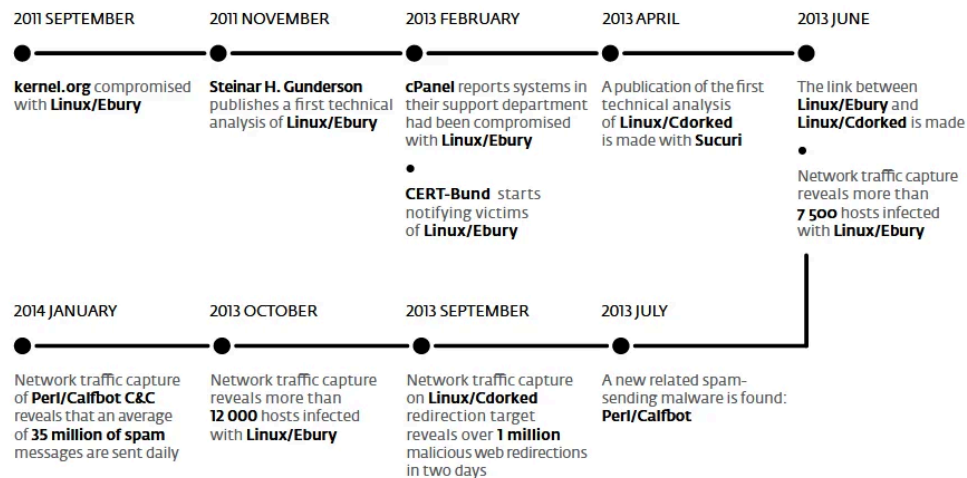 2011 SEPTEMBER
kernel.org compromised
with Linux/Ebury
2011 NOVEMBER
Steinar H. Gunderson
publishes a first technical
analysis of Linux/Ebury
2013 FEBRUARY
cPanel reports systems in
their support department
had been compromised
with Linux/Ebury
CERT-Bund starts
notifying victims
of Linux/Ebury
2013 APRIL
A publication of the first
technical analysis
of Linux/Cdorked
is made with Sucuri
2013 JUNE
The link between
Linux/Ebury and
Linux/Cdorked is made
Network traffic capture
reveals more than
7 500 hosts infected
with Linux/Ebury
2013 JULY
A new related spam-
sending malware is found:
Perl/Calfbot
2013 SEPTEMBER
Network traffic capture
on Linux/Cdorked
redirection target
reveals over 1 million
malicious web redirections
in two days
2013 OCTOBER
Network traffic capture
reveals more than
12 000 hosts infected
with Linux/Ebury
2014 JANUARY
Network traffic capture
of Perl/Calfbot C&C
reveals that an average
of 35 million of spam
messages are sent daily